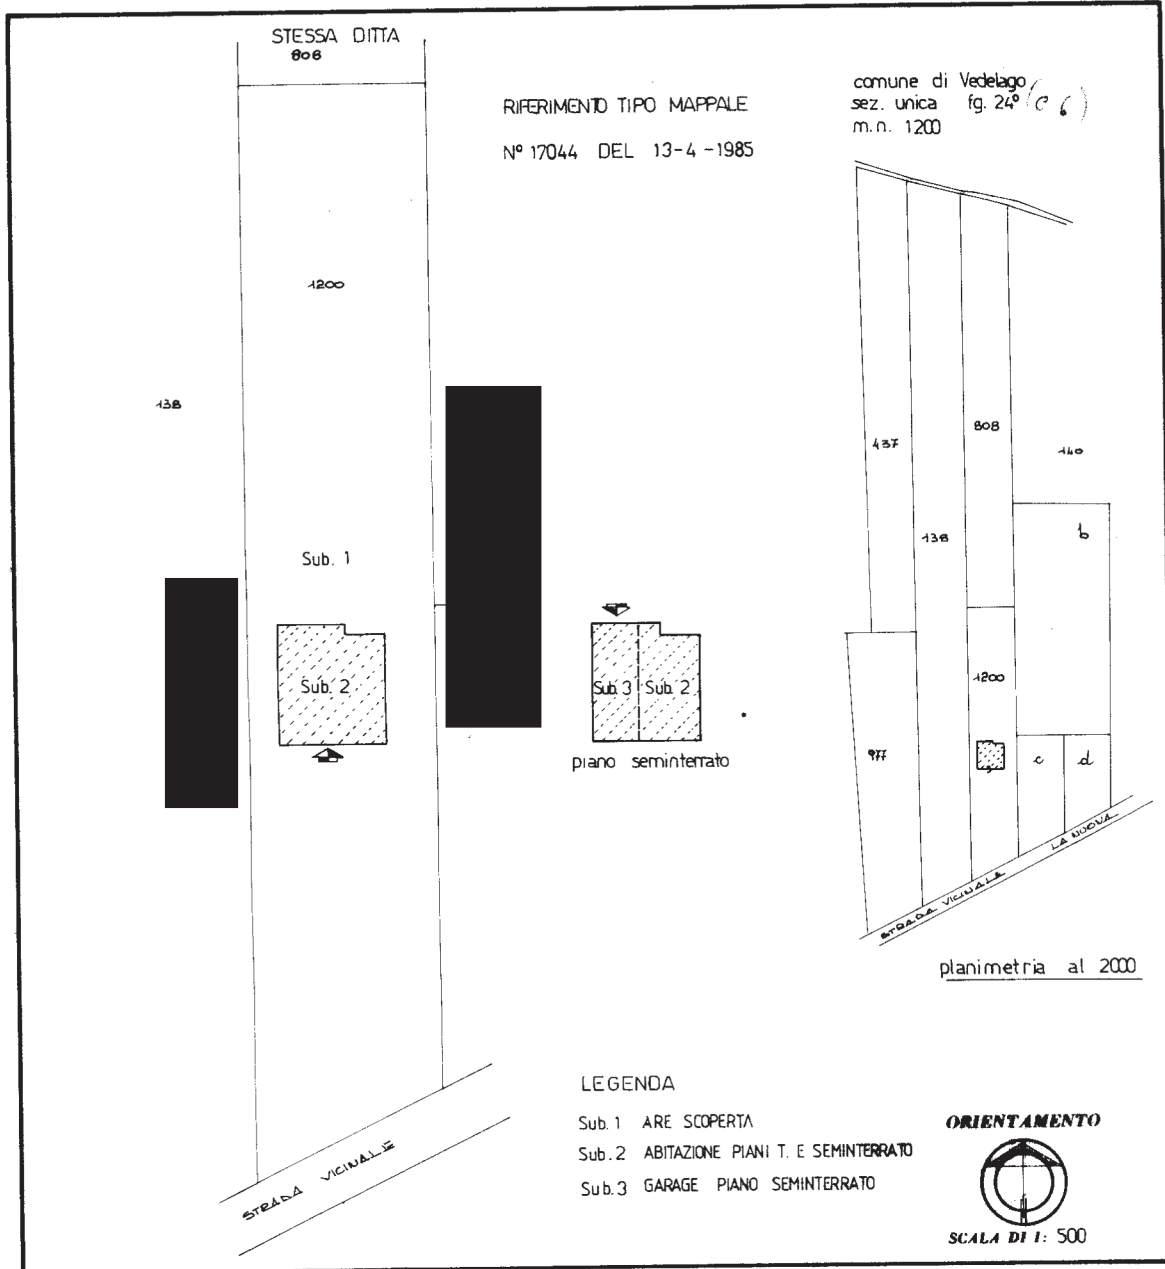 STESSA DITTA
808
RIFERIMENTO TIPO MAPPALE
N° 17044 DEL 13-4-1985
comune di Vedelago
sez. unica fg. 24° (C 6)
m.n. 1200
1200
138
Sub. 1
Sub. 2
Sub. 3 Sub. 2
piano seminterrato
437
808
140
138
b
1200
977
c
d
STRADA VICINALE LA NUOVA
planimetria al 2000
STRADA VICINALE
LEGENDA
Sub. 1 ARE SCOPERTA
Sub. 2 ABITAZIONE PIANI T. E SEMINTERRATO
Sub. 3 GARAGE PIANO SEMINTERRATO
ORIENTAMENTO
SCALA DI 1: 500